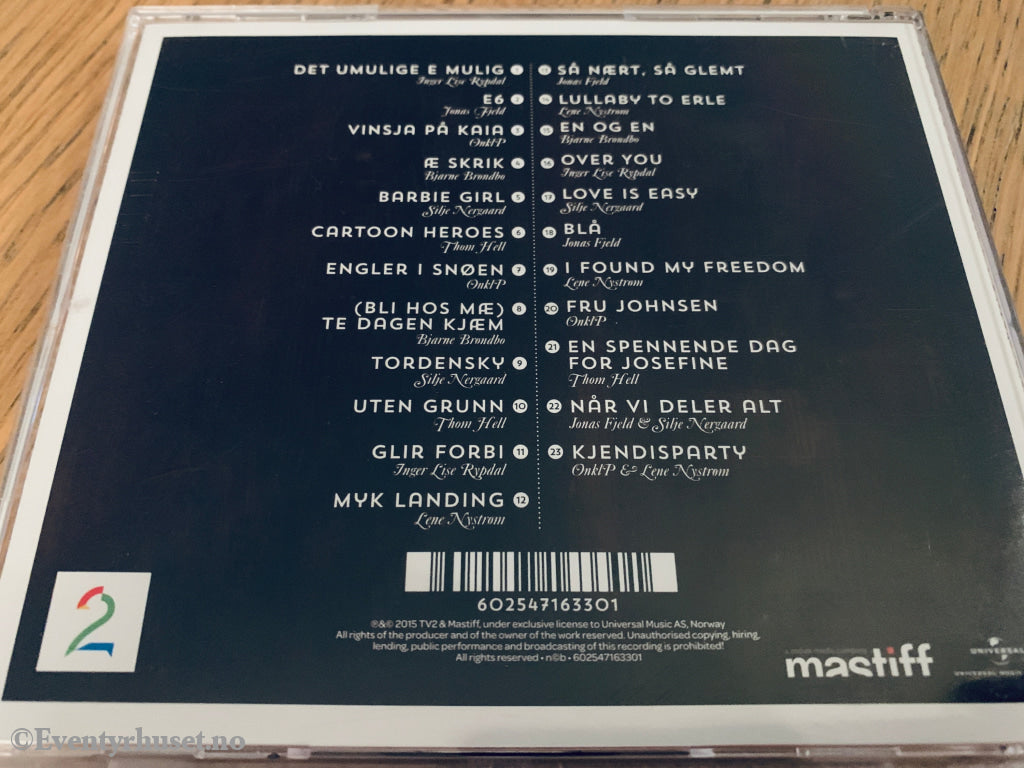 DET UMULIGE E MULIG 1
Inger Lise Rypdal
E6 2
Jonas Fjeld
VINSJA PÅ KAIA 3
OnklP
Æ SKRIK 4
Bjarne Brøndbo
BARBIE GIRL 5
Silje Nergaard
CARTOON HEROES 6
Thom Hell
ENGLER I SNØEN 7
OnklP
(BLI HOS MÆ) 8
TE DAGEN KJÆM
Bjarne Brøndbo
TORDENSKY 9
Silje Nergaard
UTEN GRUNN 10
Thom Hell
GLIR FORBI 11
Inger Lise Rypdal
MYK LANDING 12
Lene Nystrøm
13 SÅ NÆRT, SÅ GLEMT
Jonas Fjeld
14 LULLABY TO ERLE
Lene Nystrøm
15 EN OG EN
Bjarne Brøndbo
16 OVER YOU
Inger Lise Rypdal
17 LOVE IS EASY
Silje Nergaard
18 BLÅ
Jonas Fjeld
19 I FOUND MY FREEDOM
Lene Nystrøm
20 FRU JOHNSEN
OnklP
21 EN SPENNENDE DAG
FOR JOSEFINE
Thom Hell
22 NÅR VI DELER ALT
Jonas Fjeld & Silje Nergaard
23 KJENDISPARTY
OnklP & Lene Nystrøm
602547163301
℗&© 2015 TV2 & Mastiff, under exclusive license to Universal Music AS, Norway
All rights of the producer and of the owner of the work reserved. Unauthorised copying, hiring,
lending, public performance and broadcasting of this recording is prohibited!
All rights reserved • n©b • 602547163301
2
mastiff
UNIVERSAL
UNIVERSAL MUSIC
©Eventyrhuset.no